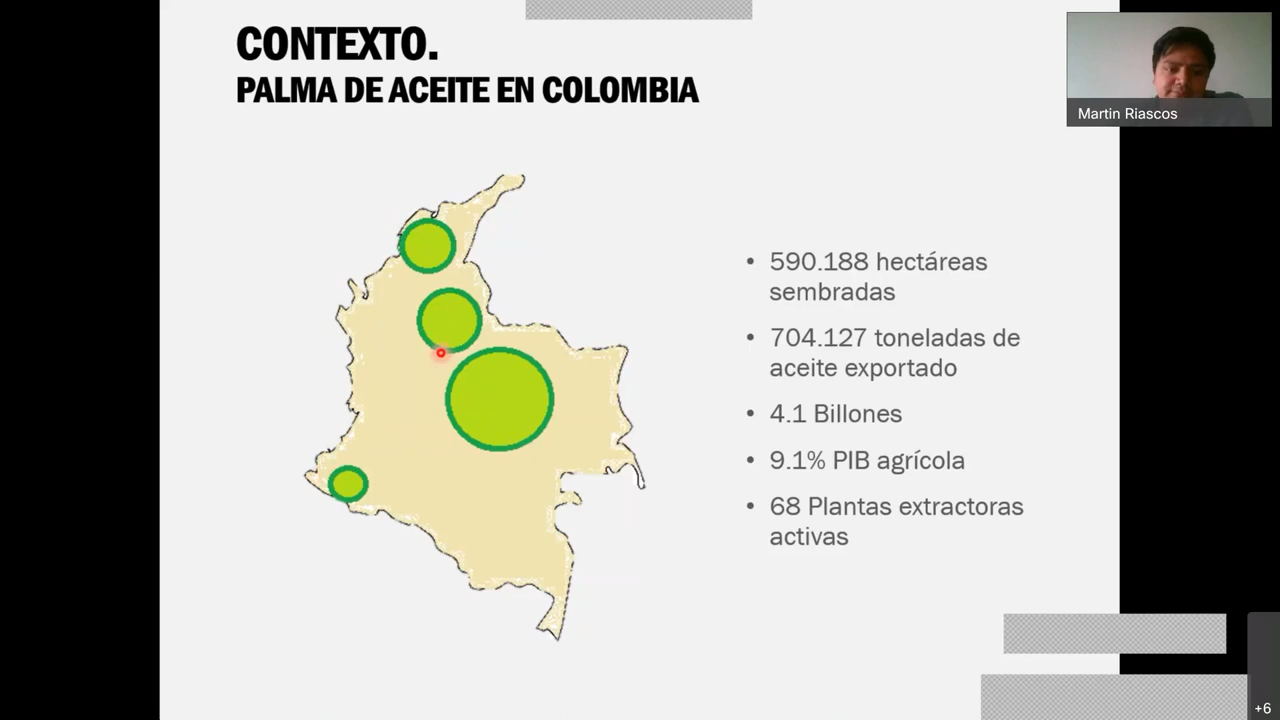 CONTEXTO.
PALMA DE ACEITE EN COLOMBIA
Martin Riascos
• 590.188 hectáreas
sembradas
• 704.127 toneladas de
aceite exportado
• 4.1 Billones
• 9.1% PIB agrícola
• 68 Plantas extractoras
activas
+6